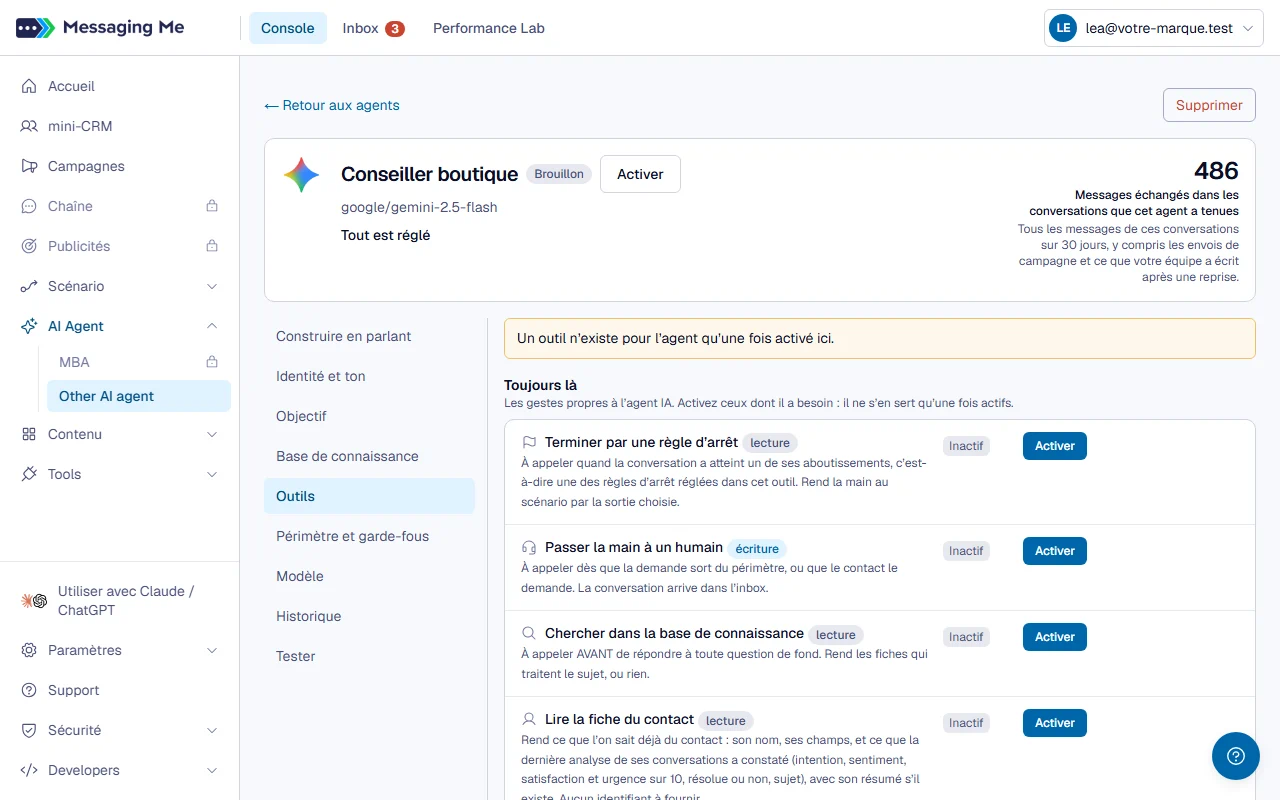 Messaging Me
Console
Inbox 3
Performance Lab
LE lea@votre-marque.test
Accueil
mini-CRM
Campagnes
Chaîne
Publicités
Scénario
AI Agent
MBA
Other AI agent
Contenu
Tools
Utiliser avec Claude /
ChatGPT
Paramètres
Support
Sécurité
Developers
← Retour aux agents
Supprimer
Conseiller boutique Brouillon Activer
google/gemini-2.5-flash
Tout est réglé
486
Messages échangés dans les
conversations que cet agent a tenues
Tous les messages de ces conversations
sur 30 jours, y compris les envois de
campagne et ce que votre équipe a écrit
après une reprise.
Construire en parlant
Identité et ton
Objectif
Base de connaissance
Outils
Périmètre et garde-fous
Modèle
Historique
Tester
Un outil n'existe pour l'agent qu'une fois activé ici.
Toujours là
Les gestes propres à l'agent IA. Activez ceux dont il a besoin : il ne s'en sert qu'une fois actifs.
Terminer par une règle d'arrêt lecture Inactif Activer
À appeler quand la conversation a atteint un de ses aboutissements, c'est-
à-dire une des règles d'arrêt réglées dans cet outil. Rend la main au
scénario par la sortie choisie.
Passer la main à un humain écriture Inactif Activer
À appeler dès que la demande sort du périmètre, ou que le contact le
demande. La conversation arrive dans l'inbox.
Chercher dans la base de connaissance lecture Inactif Activer
À appeler AVANT de répondre à toute question de fond. Rend les fiches qui
traitent le sujet, ou rien.
Lire la fiche du contact lecture Inactif Activer
Rend ce que l'on sait déjà du contact : son nom, ses champs, et ce que la
dernière analyse de ses conversations a constaté (intention, sentiment,
satisfaction et urgence sur 10, résolue ou non, sujet), avec son résumé s'il
existe. Aucun identifiant à fournir.